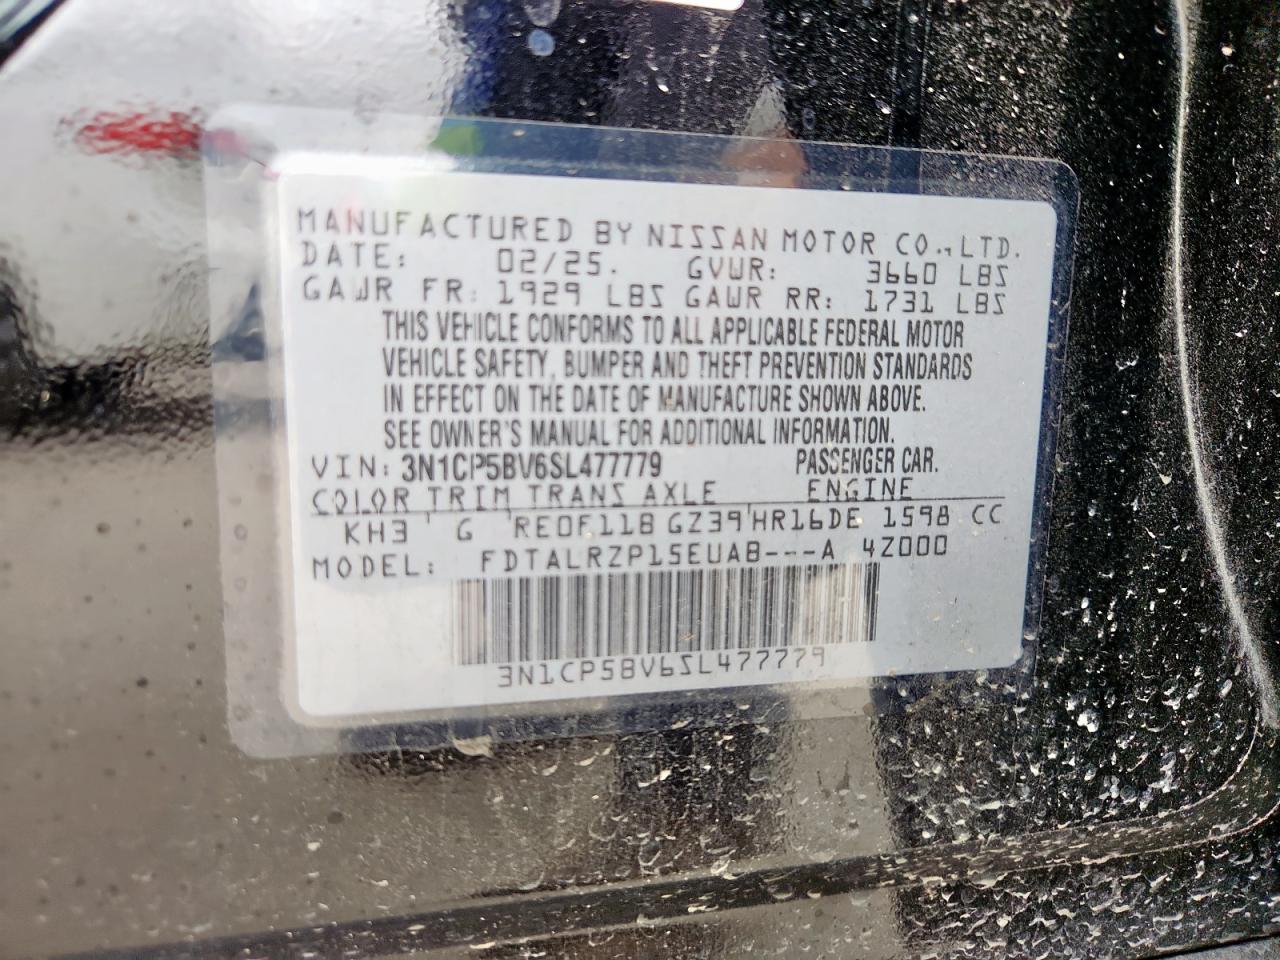 MANUFACTURED BY NISSAN MOTOR CO., LTD.
DATE: 02/25. GVWR: 3660 LBS
GAWR FR: 1929 LBS GAWR RR: 1731 LBS
THIS VEHICLE CONFORMS TO ALL APPLICABLE FEDERAL MOTOR
VEHICLE SAFETY, BUMPER AND THEFT PREVENTION STANDARDS
IN EFFECT ON THE DATE OF MANUFACTURE SHOWN ABOVE.
SEE OWNER'S MANUAL FOR ADDITIONAL INFORMATION.
VIN: 3N1CP5BV6SL477779 PASSENGER CAR.
COLOR TRIM TRANS AXLE ENGINE
KH3 G RE0F11B GZ39 HR16DE 1598 CC
MODEL: FDTALRZP15EUAB---A 4Z000
3N1CP5BV6SL477779